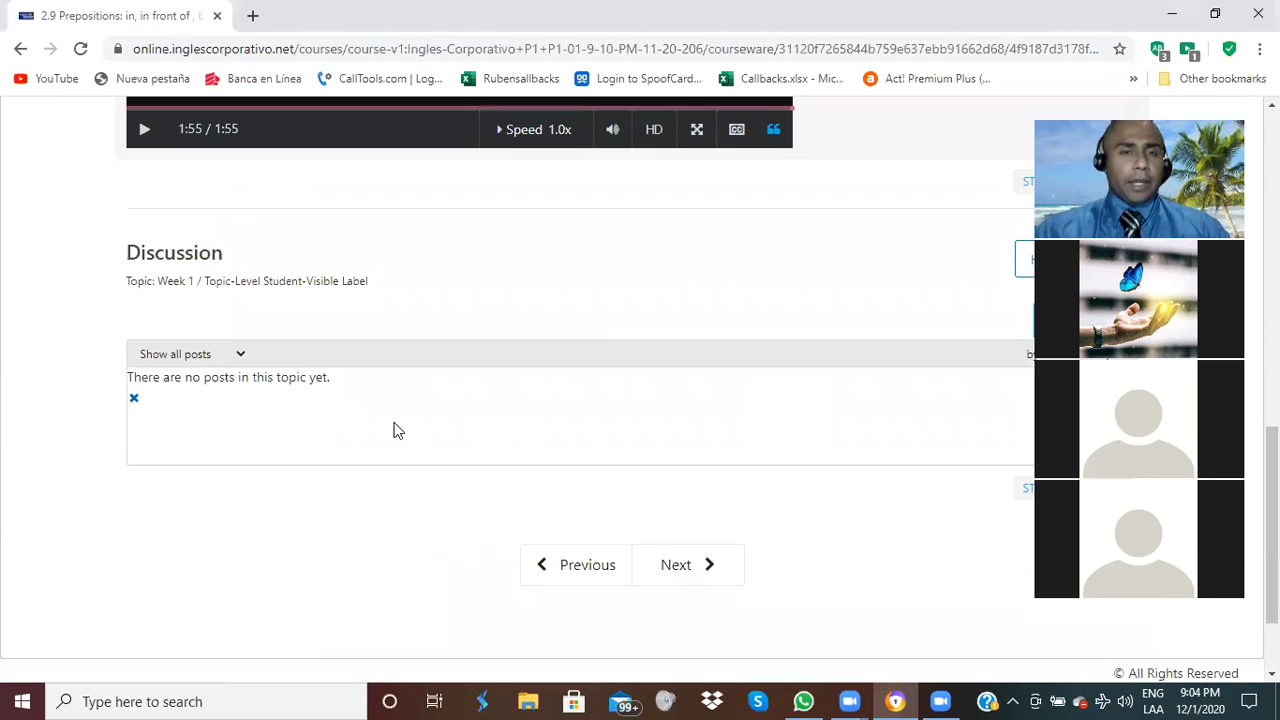 2.9 Prepositions: in, in front of , b
online.inglescorporativo.net/courses/course-v1:Ingles-Corporativo+P1+P1-01-9-10-PM-11-20-206/courseware/31120f7265844b759e637ebb91662d68/4f9187d3178f...
3
1
YouTube
Nueva pestaña
Banca en Línea
CallTools.com | Log...
Rubensallbacks
Login to SpoofCard...
Callbacks.xlsx - Mic...
Act! Premium Plus (...
Other bookmarks
1:55 / 1:55
Speed 1.0x
HD
ST
Discussion
Topic: Week 1 / Topic-Level Student-Visible Label
Show all posts
There are no posts in this topic yet.
ST
Previous
Next
© All Rights Reserved
Type here to search
99+
ENG
LAA
9:04 PM
12/1/2020